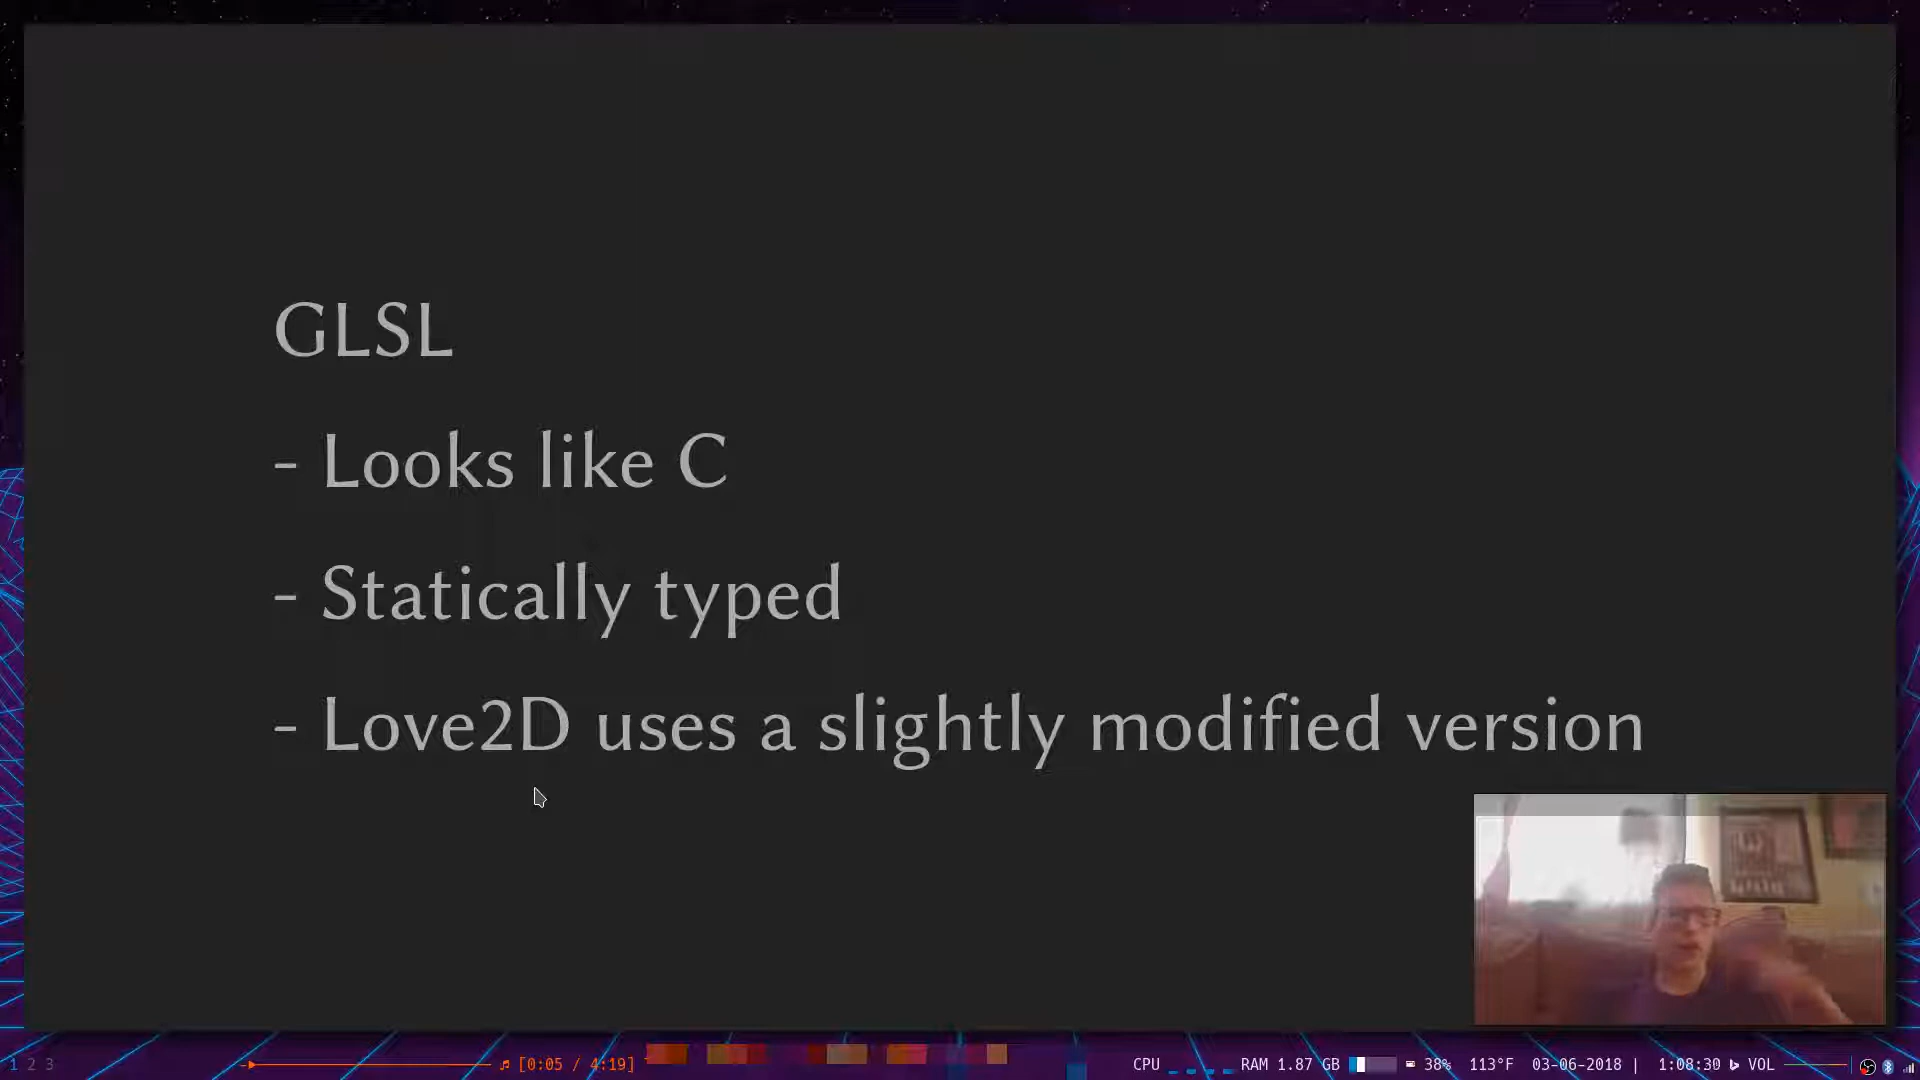 GLSL
- Looks like C
- Statically typed
- Love2D uses a slightly modified version
1 2 3
[0:05 / 4:19]
CPU
RAM 1.87 GB
38%
113°F
03-06-2018 |
1:08:30
VOL